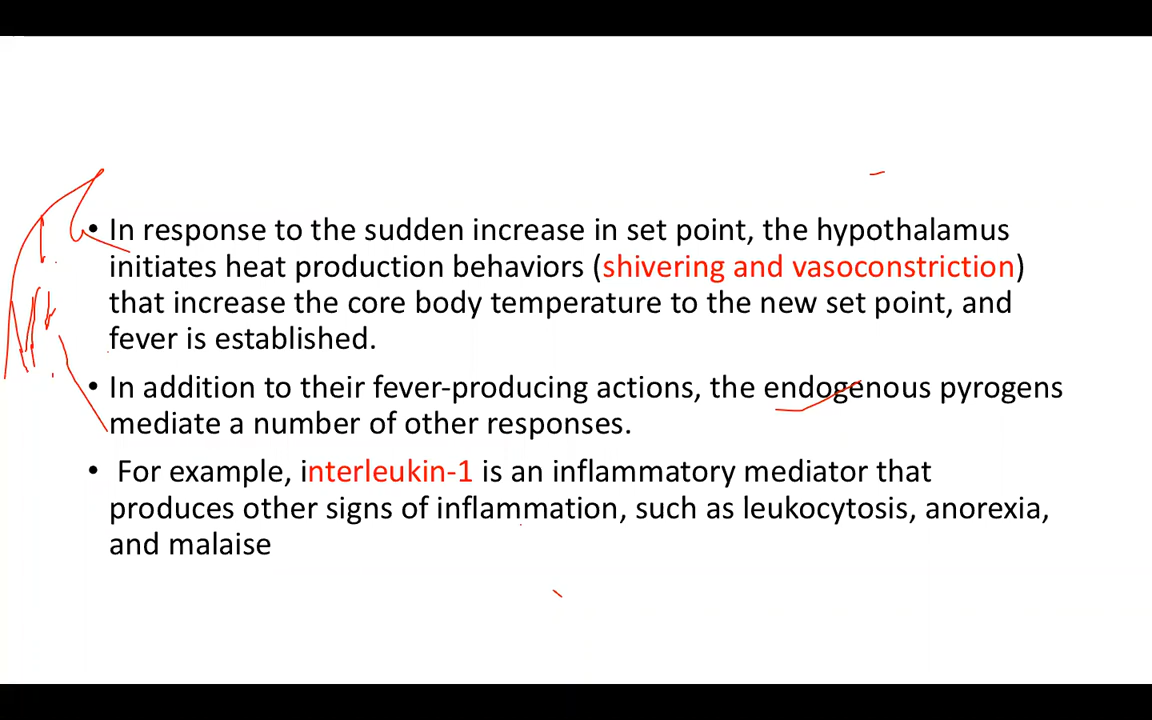 • In response to the sudden increase in set point, the hypothalamus
initiates heat production behaviors (shivering and vasoconstriction)
that increase the core body temperature to the new set point, and
fever is established.
• In addition to their fever-producing actions, the endogenous pyrogens
mediate a number of other responses.
• For example, interleukin-1 is an inflammatory mediator that
produces other signs of inflammation, such as leukocytosis, anorexia,
and malaise